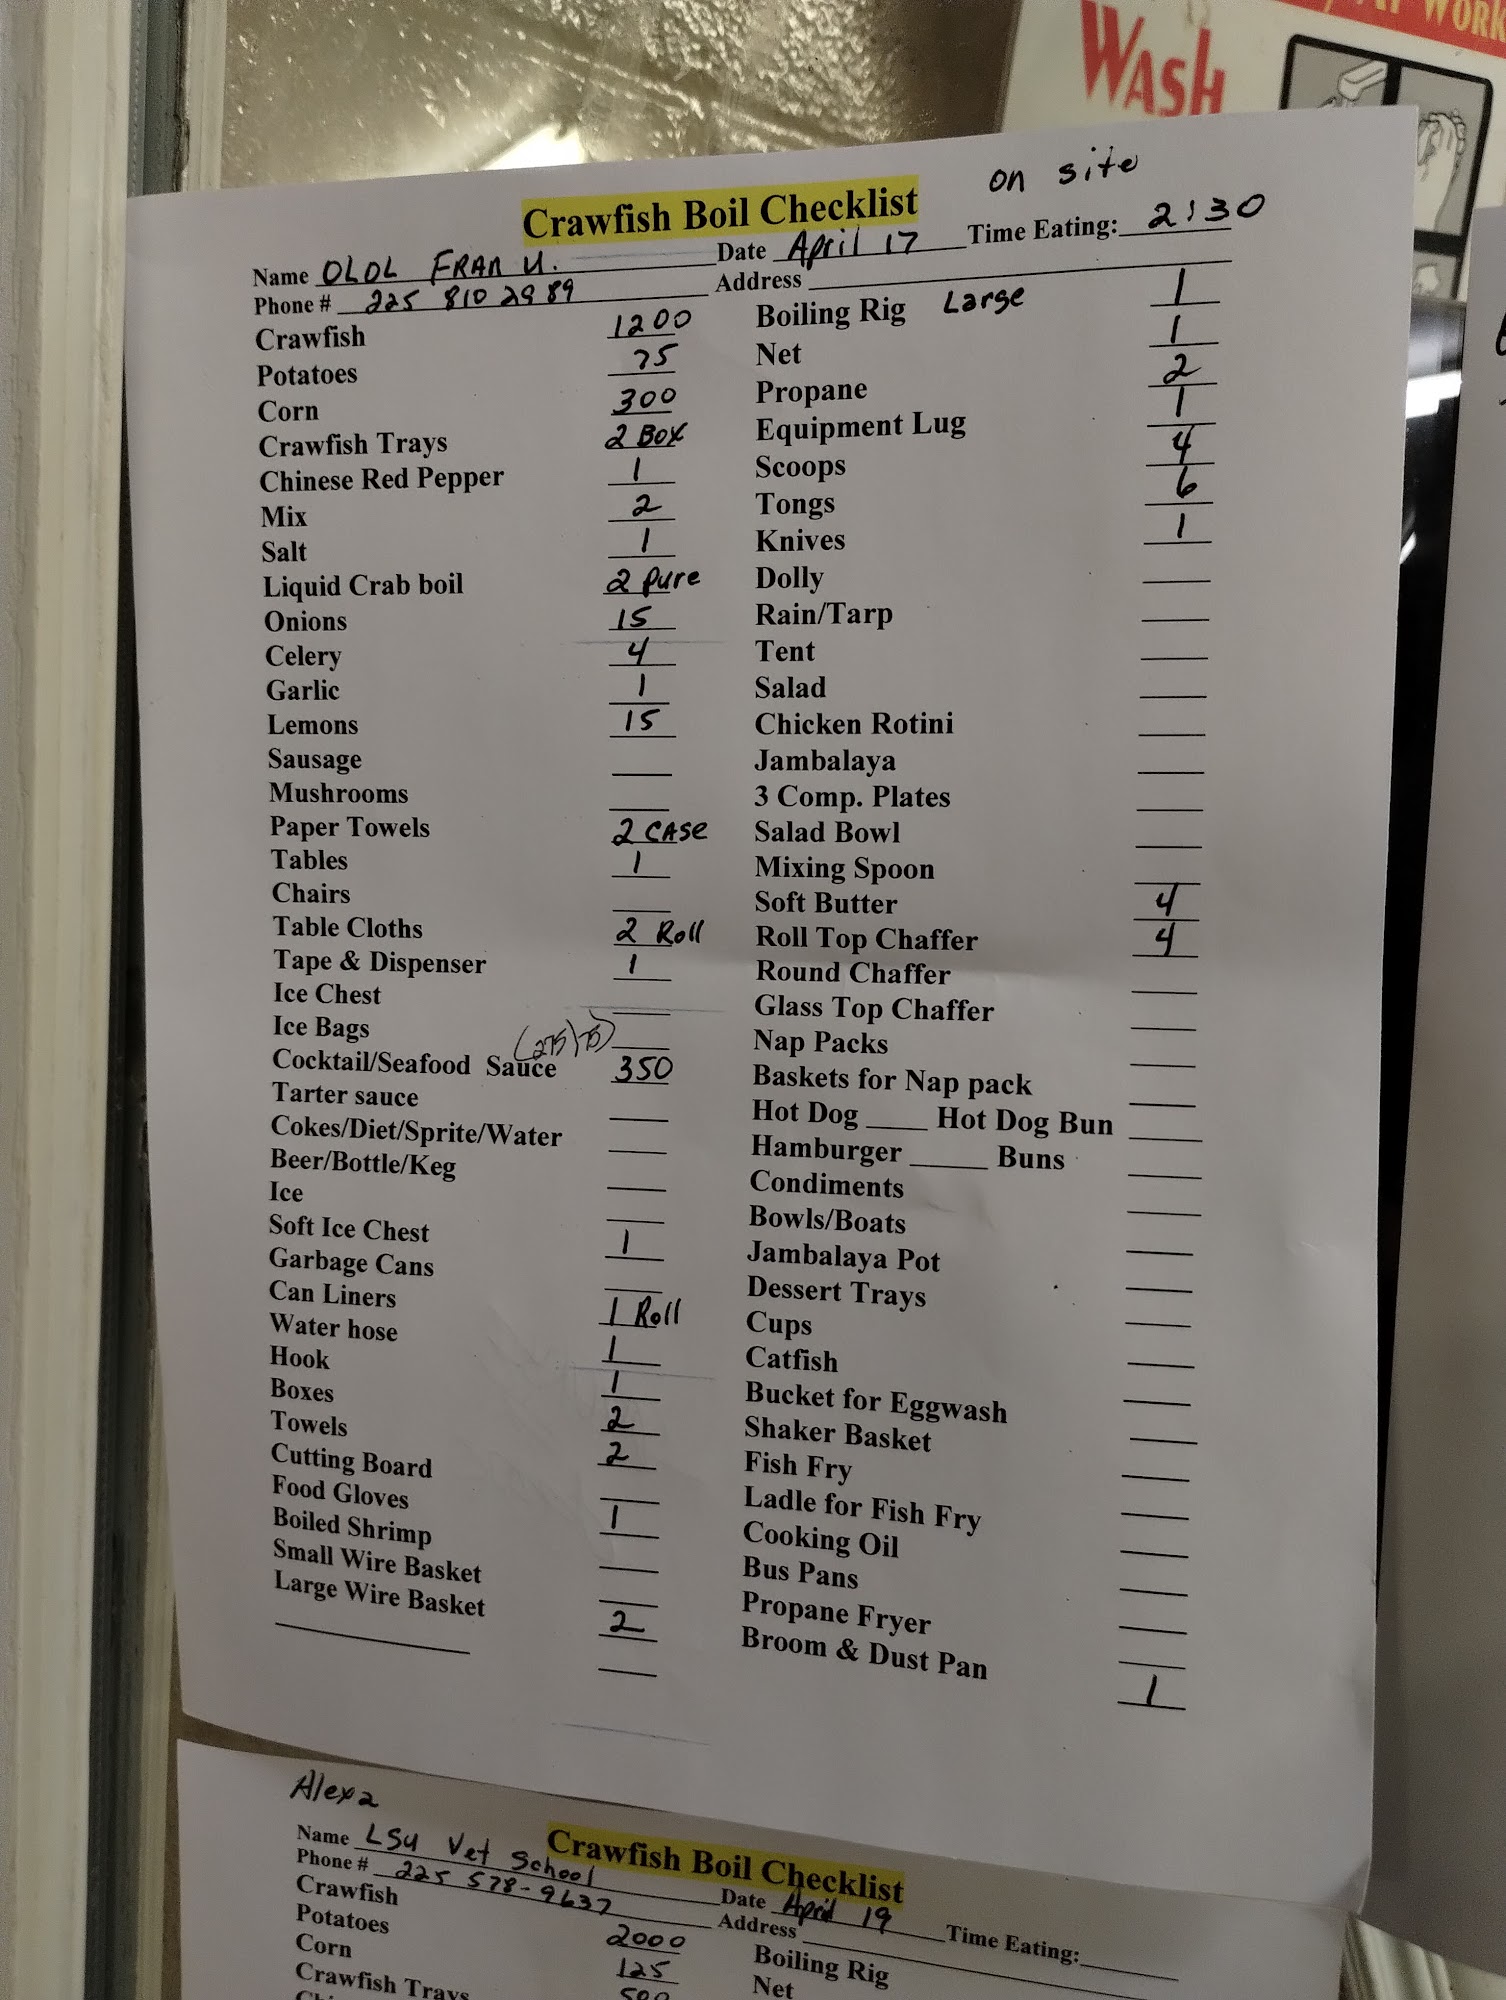 At Work
Wash
on site
Crawfish Boil Checklist
Name OLOL FRAN U. Date April 17 Time Eating: 2:30
Phone # 225 810 2989 Address
Crawfish 1200
Potatoes 75
Corn 300
Crawfish Trays 2 Box
Chinese Red Pepper 1
Mix 2
Salt 1
Liquid Crab boil 2 pure
Onions 15
Celery 4
Garlic 1
Lemons 15
Sausage
Mushrooms
Paper Towels 2 CASE
Tables 1
Chairs
Table Cloths 2 Roll
Tape & Dispenser 1
Ice Chest
Ice Bags
(275)(75)
Cocktail/Seafood Sauce 350
Tarter sauce
Cokes/Diet/Sprite/Water
Beer/Bottle/Keg
Ice
Soft Ice Chest 1
Garbage Cans
Can Liners 1 Roll
Water hose 1
Hook 1
Boxes 2
Towels 2
Cutting Board
Food Gloves 1
Boiled Shrimp
Small Wire Basket
Large Wire Basket 2
Boiling Rig Large 1
Net 1
Propane 2
Equipment Lug 1
Scoops 4
Tongs 6
Knives 1
Dolly
Rain/Tarp
Tent
Salad
Chicken Rotini
Jambalaya
3 Comp. Plates
Salad Bowl
Mixing Spoon
Soft Butter 4
Roll Top Chaffer 4
Round Chaffer
Glass Top Chaffer
Nap Packs
Baskets for Nap pack
Hot Dog ____ Hot Dog Bun
Hamburger _____ Buns
Condiments
Bowls/Boats
Jambalaya Pot
Dessert Trays
Cups
Catfish
Bucket for Eggwash
Shaker Basket
Fish Fry
Ladle for Fish Fry
Cooking Oil
Bus Pans
Propane Fryer
Broom & Dust Pan 1
Alexa
Crawfish Boil Checklist
Name LSU Vet School Date April 19 Time Eating:
Phone # 225 578-9637 Address
Crawfish 2000
Potatoes 125
Corn 500
Crawfish Trays
Boiling Rig
Net